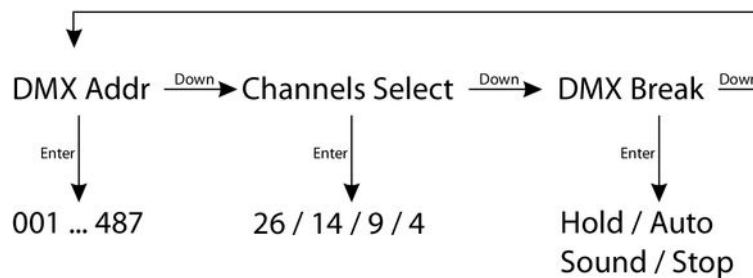 DMX Addr Down Channels Select Down DMX Break Down
Enter Enter Enter
001 ... 487 26 / 14 / 9 / 4 Hold / Auto
Sound / Stop